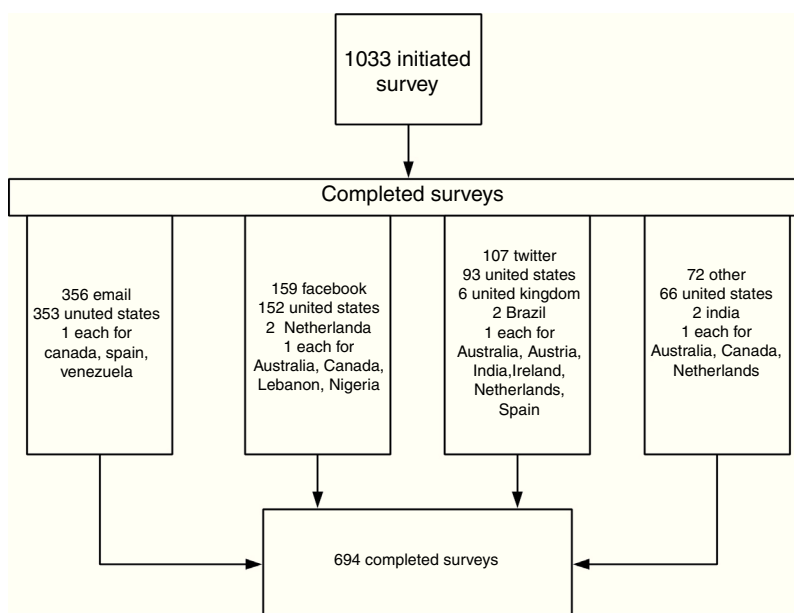 1033 initiated
survey
Completed surveys
356 email
353 unuted states
1 each for
canada, spain,
venezuela
159 facebook
152 united states
2 Netherlanda
1 each for
Australia, Canada,
Lebanon, Nigeria
107 twitter
93 united states
6 united kingdom
2 Brazil
1 each for
Australia, Austria,
India,Ireland,
Netherlands,
Spain
72 other
66 united states
2 india
1 each for
Australia, Canada,
Netherlands
694 completed surveys